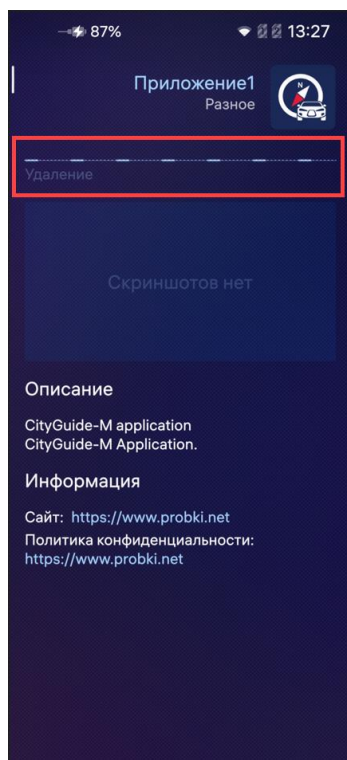 87%
13:27
Приложение1
Разное
N
Удаление
Скриншотов нет
Описание
CityGuide-M application
CityGuide-M Application.
Информация
Сайт: https://www.probki.net
Политика конфиденциальности:
https://www.probki.net